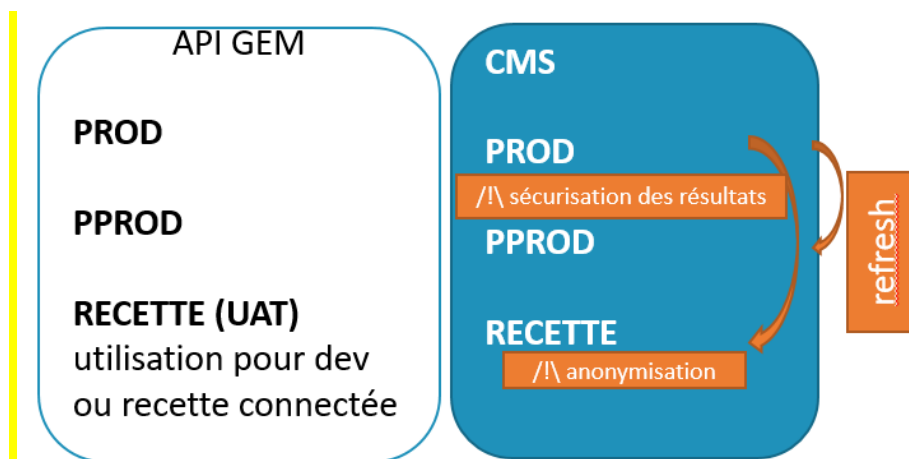 API GEM
PROD
PPROD
RECETTE (UAT)
utilisation pour dev
ou recette connectée
CMS
PROD
/!\ sécurisation des résultats
PPROD
RECETTE
/!\ anonymisation
refresh